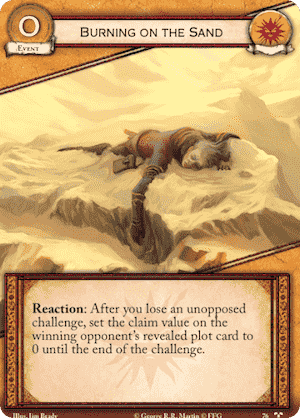 0
Burning on the Sand
Event
Reaction: After you lose an unopposed
challenge, set the claim value on the
winning opponent's revealed plot card to
0 until the end of the challenge.
Illus. Jim Brady
© George R.R. Martin © FFG
76